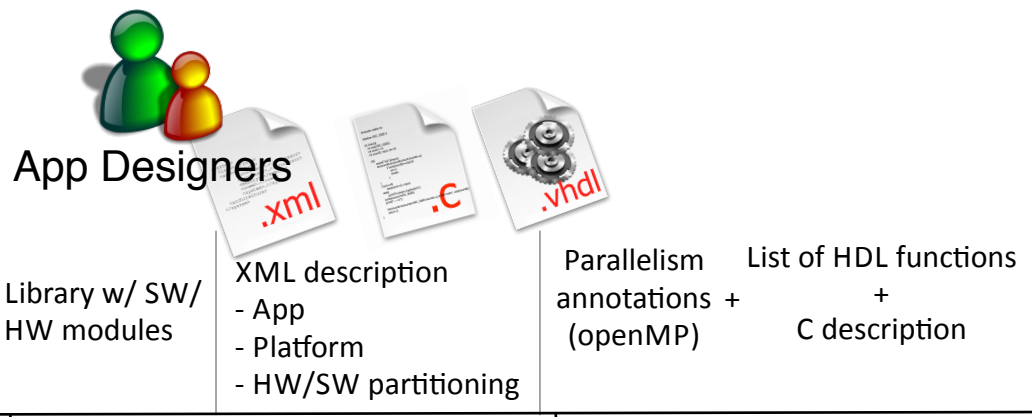 App Designers
.xml
.C
.vhdl
Library w/ SW/
HW modules
XML description
- App
- Platform
- HW/SW partitioning
Parallelism
annotations +
(openMP)
List of HDL functions
+
C description